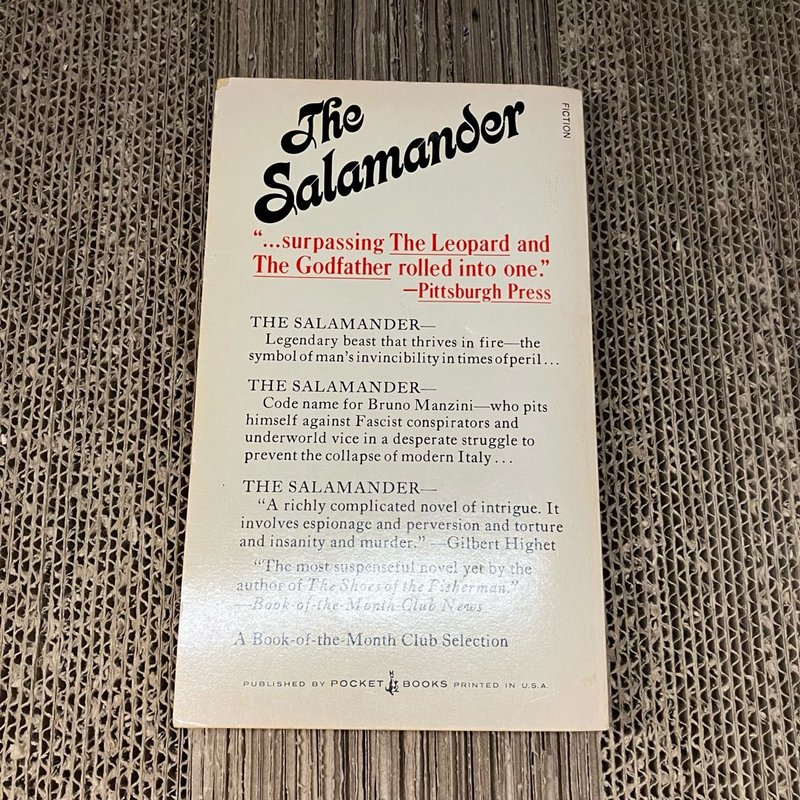 The
Salamander
FICTION
“...surpassing The Leopard and
The Godfather rolled into one.”
—Pittsburgh Press
THE SALAMANDER—
Legendary beast that thrives in fire—the
symbol of man's invincibility in times of peril...
THE SALAMANDER—
Code name for Bruno Manzini—who pits
himself against Fascist conspirators and
underworld vice in a desperate struggle to
prevent the collapse of modern Italy...
THE SALAMANDER—
“A richly complicated novel of intrigue. It
involves espionage and perversion and torture
and insanity and murder.” —Gilbert Highet
“The most suspenseful novel yet by the
author of The Shoes of the Fisherman.”
—Book-of-the-Month Club News
A Book-of-the-Month Club Selection
PUBLISHED BY POCKET BOOKS PRINTED IN U.S.A.